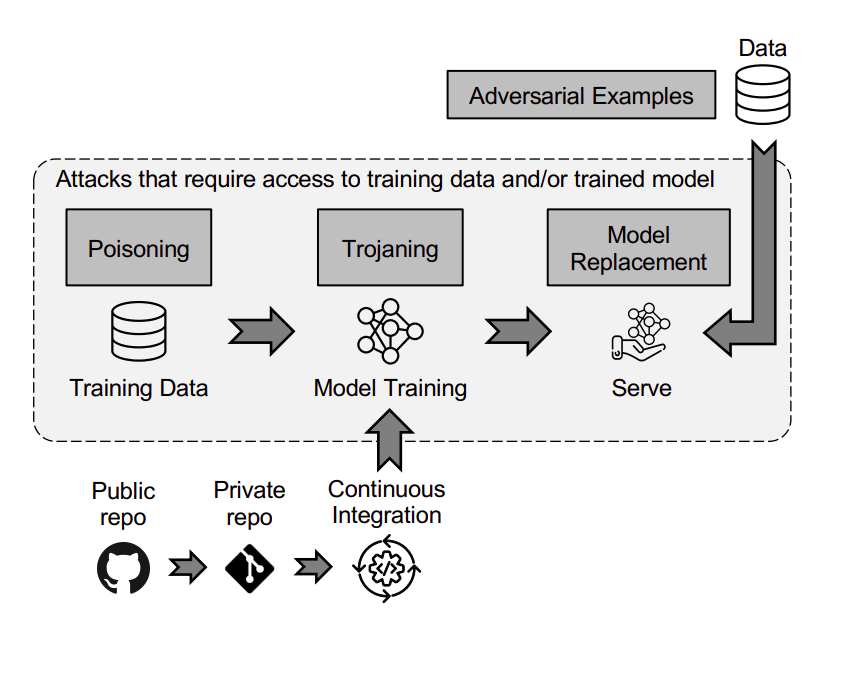 Data
Adversarial Examples
Attacks that require access to training data and/or trained model
Poisoning
Trojaning
Model
Replacement
Training Data
Model Training
Serve
Public
repo
Private
repo
Continuous
Integration
</>